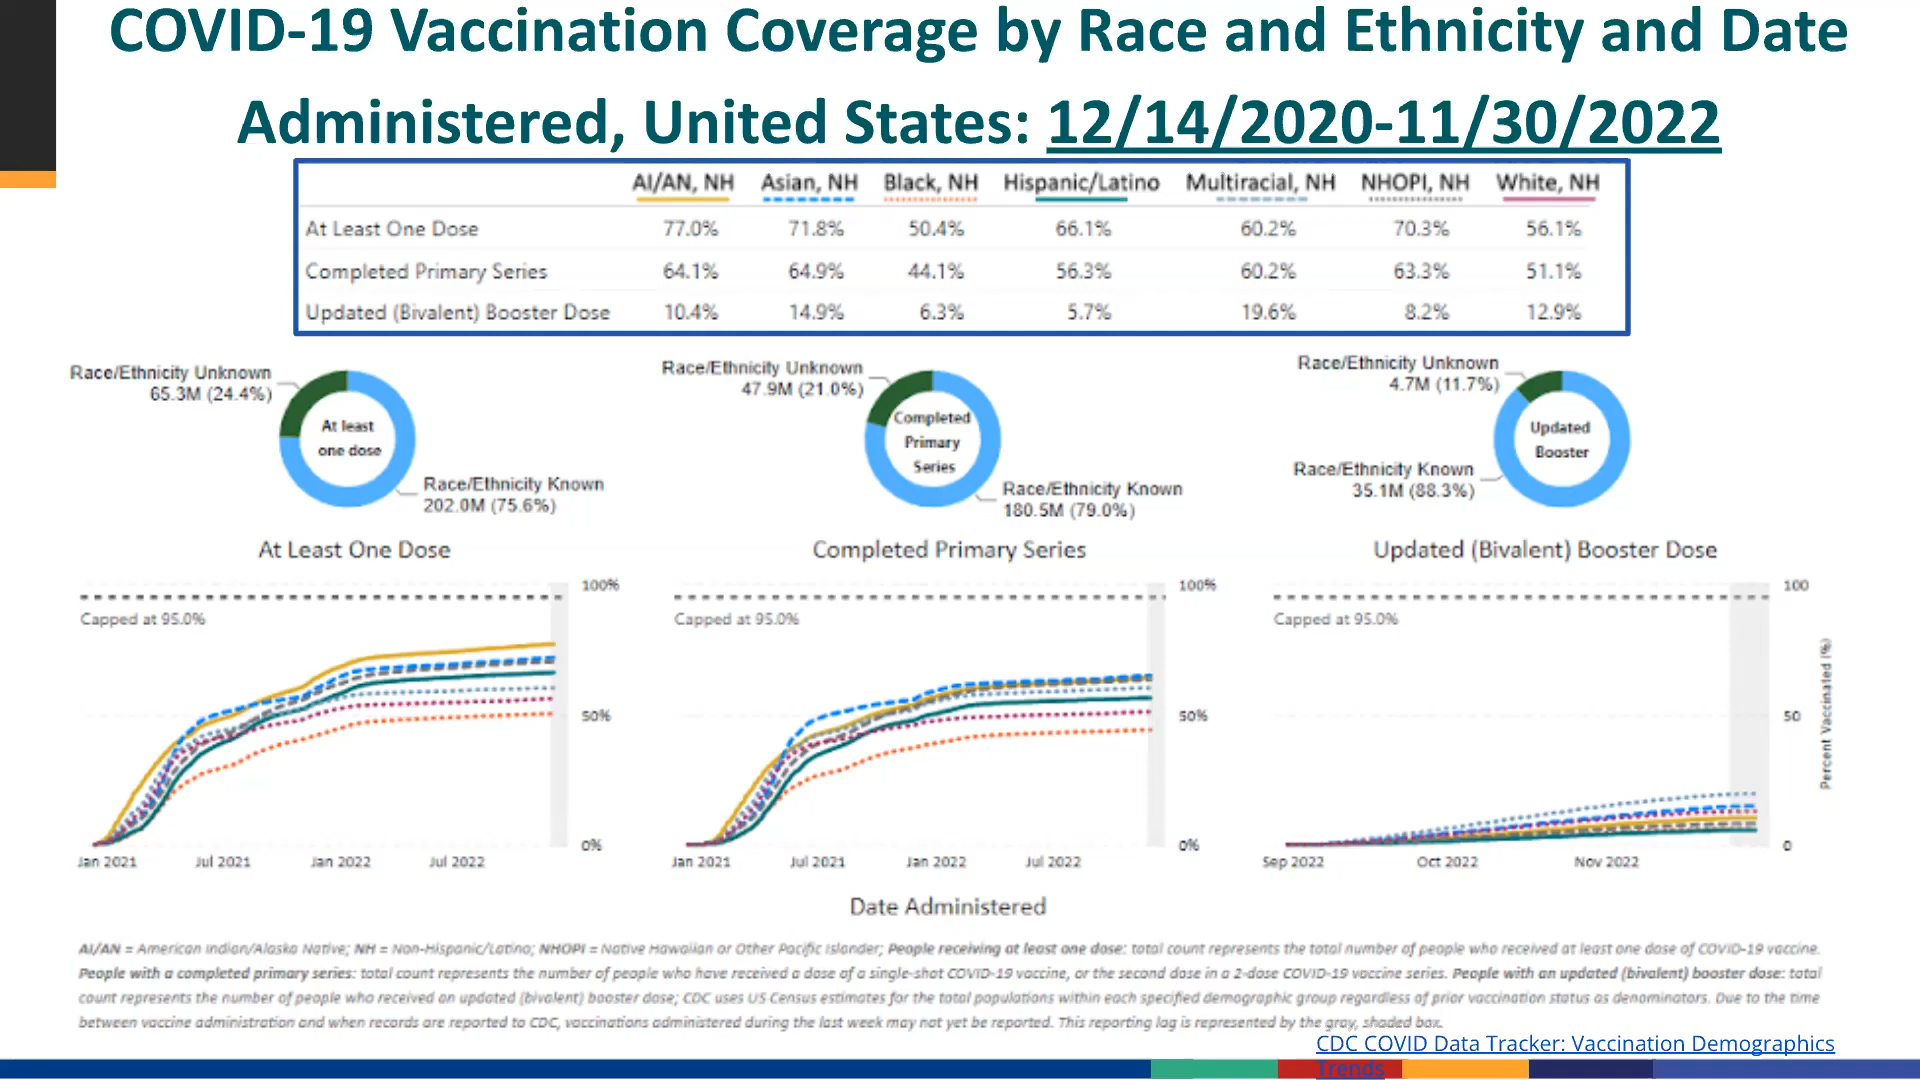 COVID-19 Vaccination Coverage by Race and Ethnicity and Date
Administered, United States: 12/14/2020-11/30/2022
AI/AN, NH Asian, NH Black, NH Hispanic/Latino Multiracial, NH NHOPI, NH White, NH
At Least One Dose 77.0% 71.8% 50.4% 66.1% 60.2% 70.3% 56.1%
Completed Primary Series 64.1% 64.9% 44.1% 56.3% 60.2% 63.3% 51.1%
Updated (Bivalent) Booster Dose 10.4% 14.9% 6.3% 5.7% 19.6% 8.2% 12.9%
Race/Ethnicity Unknown
65.3M (24.4%)
At least
one dose
Race/Ethnicity Known
202.0M (75.6%)
Race/Ethnicity Unknown
47.9M (21.0%)
Completed
Primary
Series
Race/Ethnicity Known
180.5M (79.0%)
Race/Ethnicity Unknown
4.7M (11.7%)
Updated
Booster
Race/Ethnicity Known
35.1M (88.3%)
At Least One Dose
100%
Capped at 95.0%
50%
0%
Jan 2021 Jul 2021 Jan 2022 Jul 2022
Completed Primary Series
100%
Capped at 95.0%
50%
0%
Jan 2021 Jul 2021 Jan 2022 Jul 2022
Updated (Bivalent) Booster Dose
100
Capped at 95.0%
50
0
Percent Vaccinated (%)
Sep 2022 Oct 2022 Nov 2022
Date Administered
AI/AN = American Indian/Alaska Native; NH = Non-Hispanic/Latino; NHOPI = Native Hawaiian or Other Pacific Islander; People receiving at least one dose: total count represents the total number of people who received at least one dose of COVID-19 vaccine.
People with a completed primary series: total count represents the number of people who have received a dose of a single-shot COVID-19 vaccine, or the second dose in a 2-dose COVID-19 vaccine series. People with an updated (bivalent) booster dose: total
count represents the number of people who received an updated (bivalent) booster dose; CDC uses US Census estimates for the total populations within each specified demographic group regardless of prior vaccination status as denominators. Due to the time
between vaccine administration and when records are reported to CDC, vaccinations administered during the last week may not yet be reported. This reporting lag is represented by the gray, shaded box.
CDC COVID Data Tracker: Vaccination Demographics
Trends